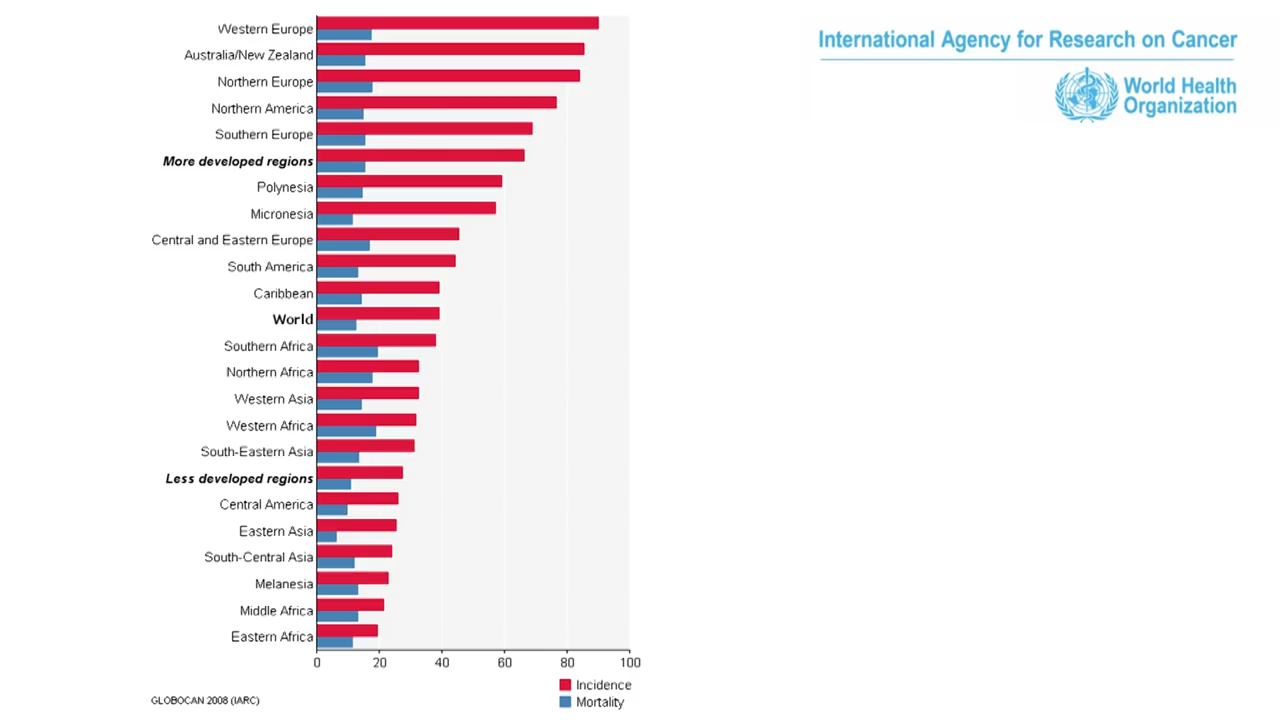 Western Europe
Australia/New Zealand
Northern Europe
Northern America
Southern Europe
More developed regions
Polynesia
Micronesia
Central and Eastern Europe
South America
Caribbean
World
Southern Africa
Northern Africa
Western Asia
Western Africa
South-Eastern Asia
Less developed regions
Central America
Eastern Asia
South-Central Asia
Melanesia
Middle Africa
Eastern Africa
0 20 40 60 80 100
Incidence
Mortality
GLOBOCAN 2008 (IARC)
International Agency for Research on Cancer
World Health
Organization